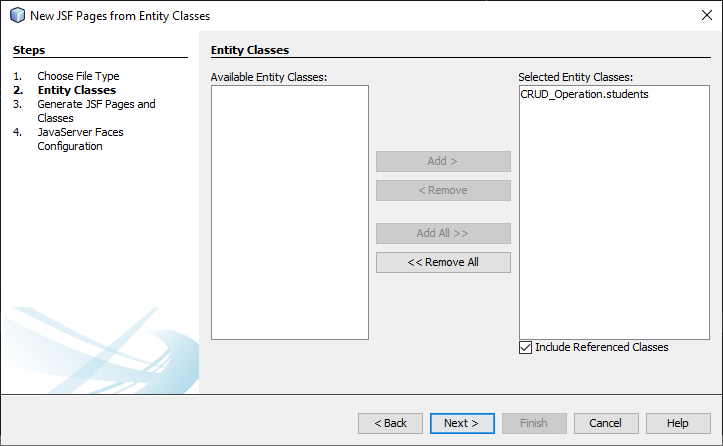 New JSF Pages from Entity Classes
Steps
1. Choose File Type
2. Entity Classes
3. Generate JSF Pages and
Classes
4. JavaServer Faces
Configuration
Entity Classes
Available Entity Classes:
Selected Entity Classes:
CRUD_Operation.students
Add >
< Remove
Add All >>
<< Remove All
Include Referenced Classes
< Back
Next >
Finish
Cancel
Help